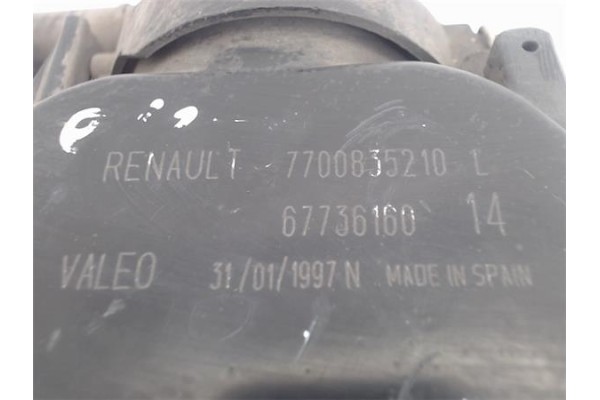 RENAULT 7700835210 L
67736160 14
VALEO 31/01/1997 N MADE IN SPAIN